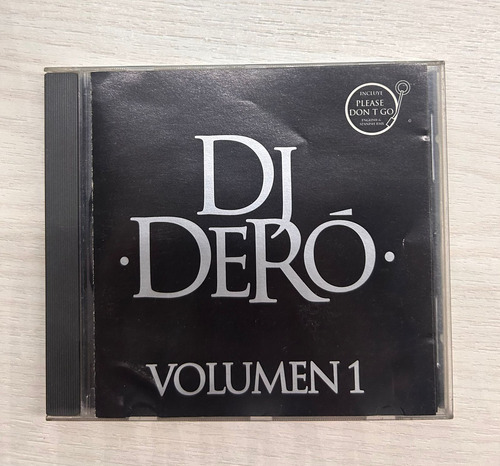 INCLUYE
PLEASE
DON T GO
DJ
·DERÓ·
VOLUMEN 1